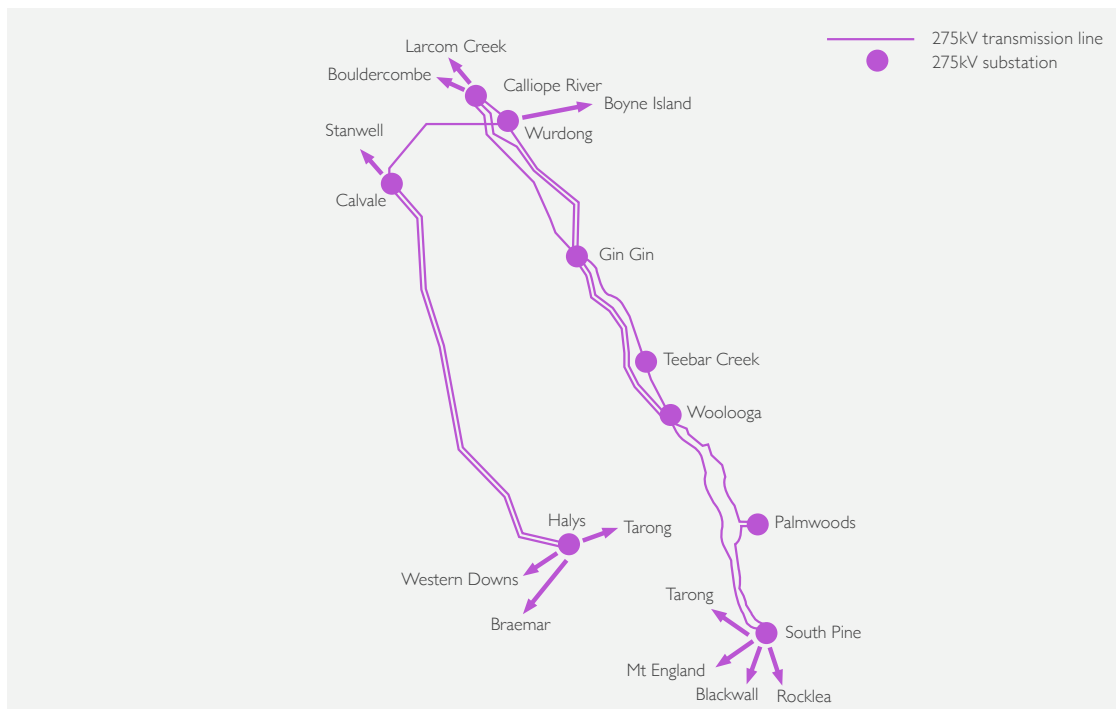 Larcom Creek
275kV transmission line
275kV substation
Bouldercombe
Calliope River
Boyne Island
Stanwell
Wurdong
Calvale
Gin Gin
Teebar Creek
Woolooga
Halys
Tarong
Palmwoods
Western Downs
Tarong
Braemar
South Pine
Mt England
Blackwall
Rocklea